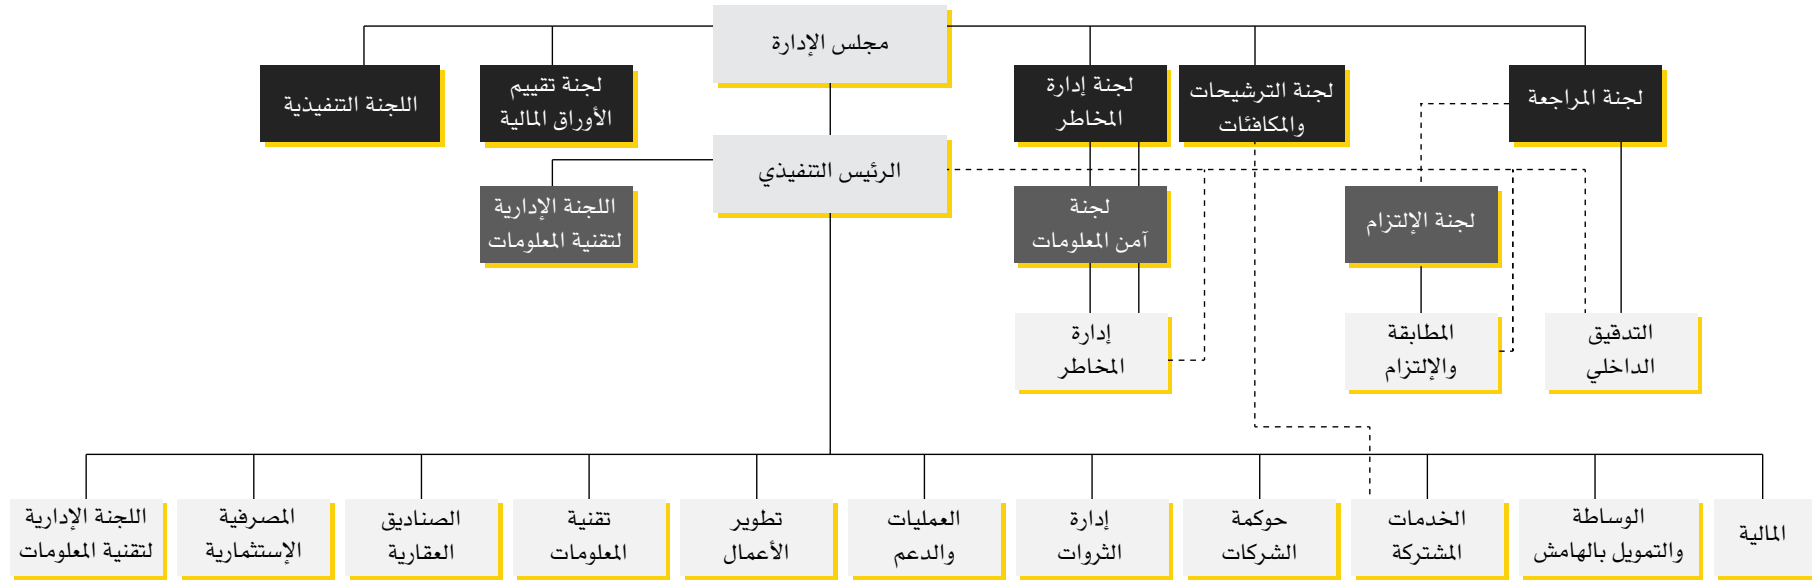 مجلس الإدارة
لجنة المراجعة
لجنة الترشيحات
والمكافئات
لجنة إدارة
المخاطر
لجنة تقييم
الأوراق المالية
اللجنة التنفيذية
الرئيس التنفيذي
لجنة الإلتزام
لجنة
آمن المعلومات
اللجنة الإدارية
لتقنية المعلومات
التدقيق
الداخلي
المطابقة
والإلتزام
إدارة
المخاطر
المالية
الوساطة
والتمويل بالهامش
الخدمات
المشتركة
حوكمة
الشركات
إدارة
الثروات
العمليات
والدعم
تطوير
الأعمال
تقنية
المعلومات
الصناديق
العقارية
المصرفية
الإستثمارية
اللجنة الإدارية
لتقنية المعلومات